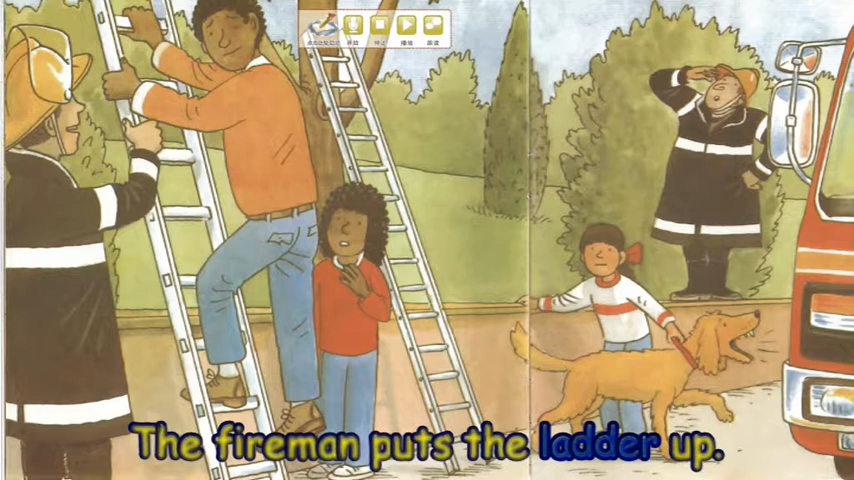 The fireman puts the ladder up.